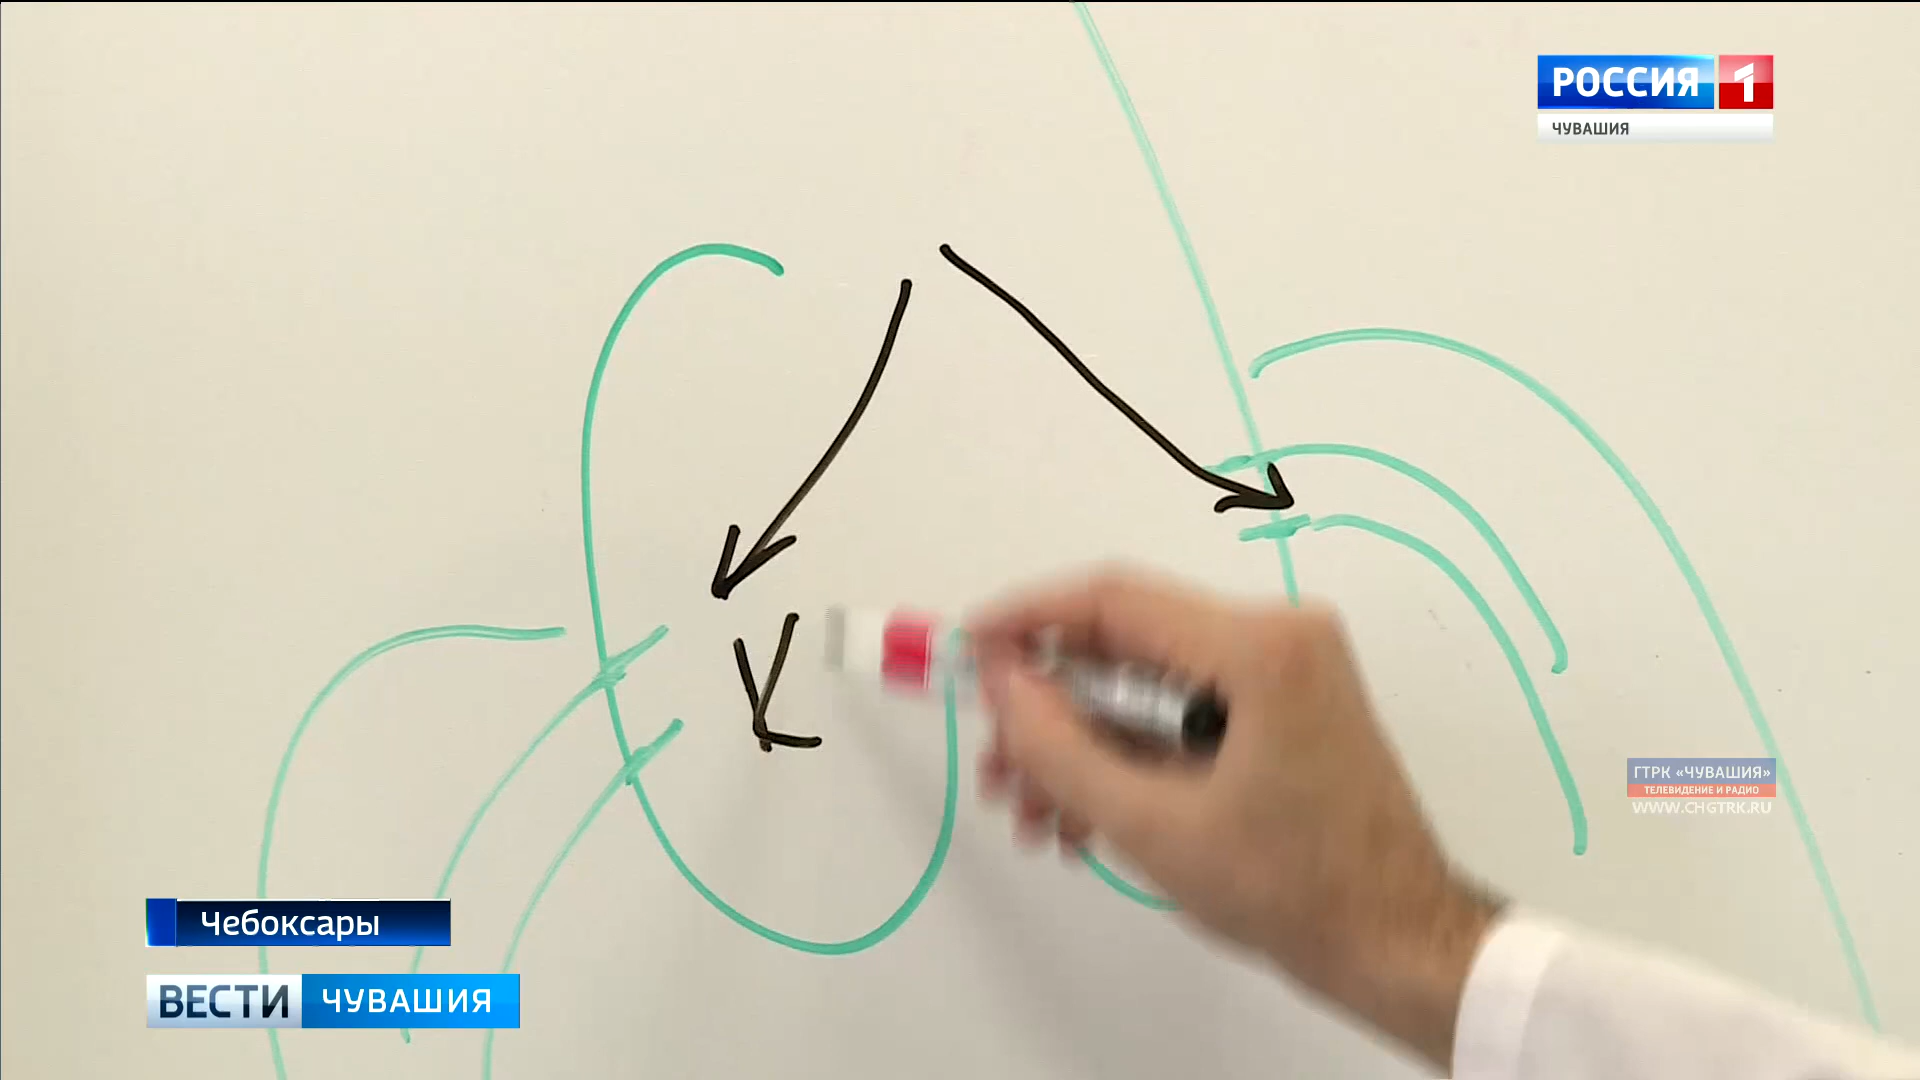 РОССИЯ 1
ЧУВАШИЯ
К
ГТРК «ЧУВАШИЯ»
ТЕЛЕВИДЕНИЕ И РАДИО
WWW.CHGTRK.RU
Чебоксары
ВЕСТИ ЧУВАШИЯ